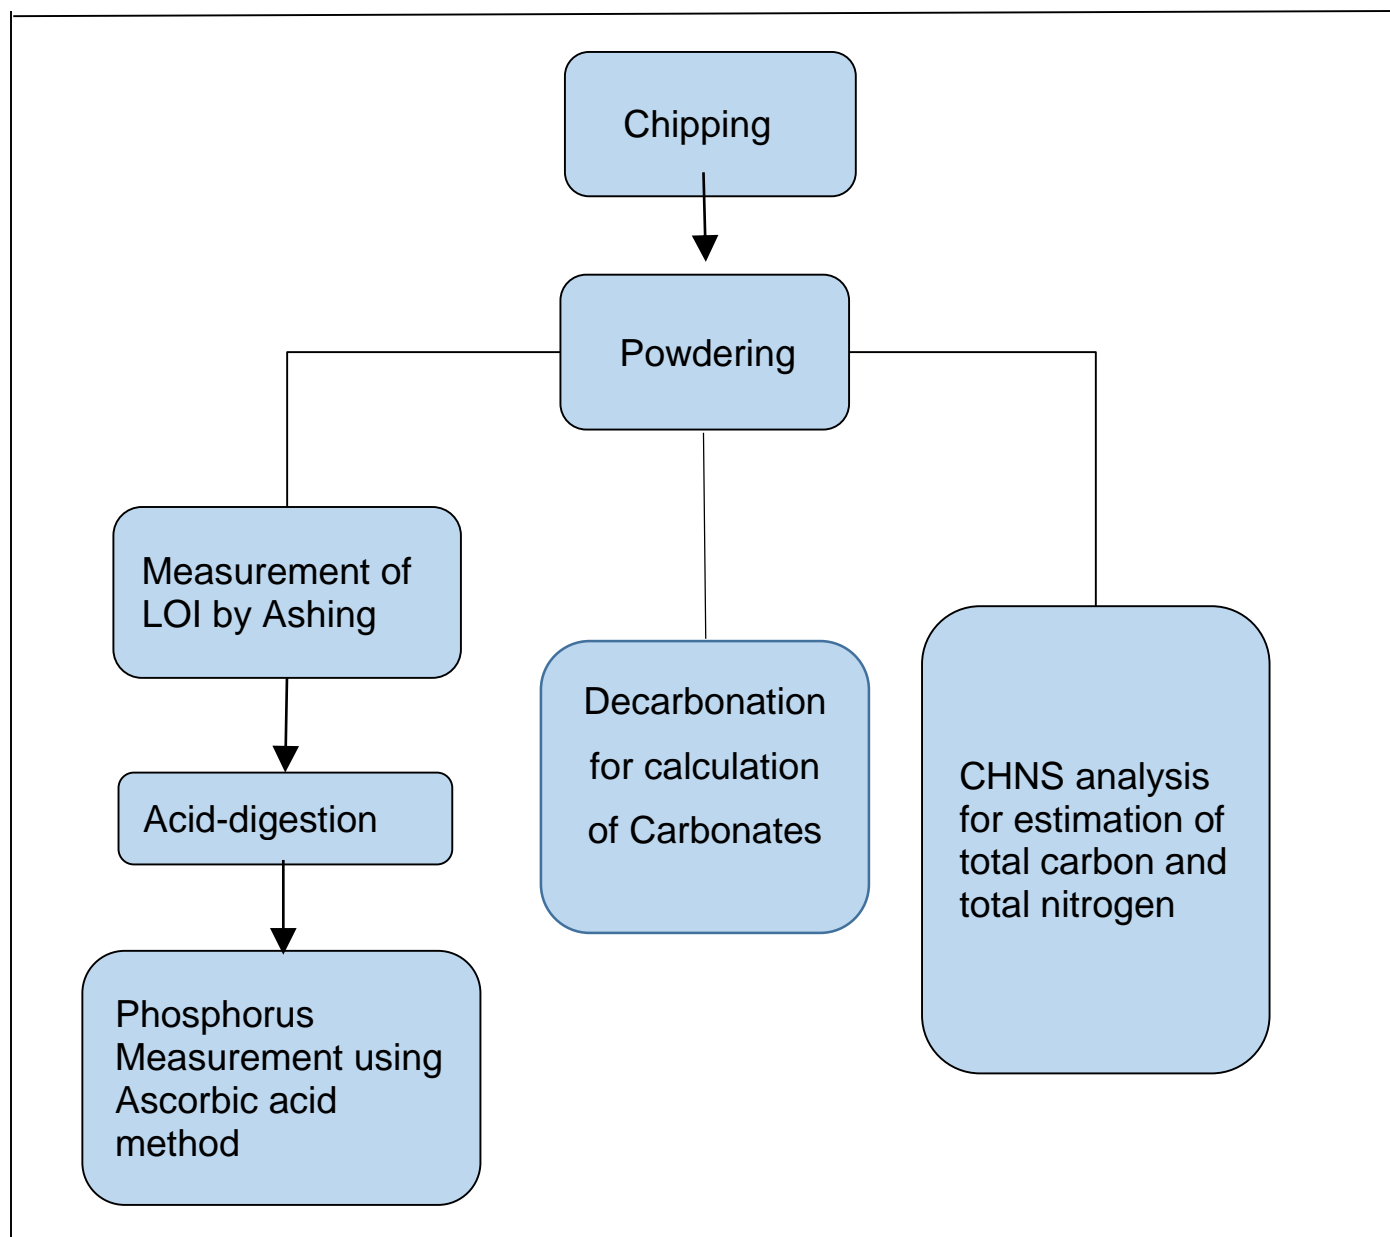 Chipping
Powdering
Measurement of
LOI by Ashing
Acid-digestion
Phosphorus
Measurement using
Ascorbic acid
method
Decarbonation
for calculation
of Carbonates
CHNS analysis
for estimation of
total carbon and
total nitrogen